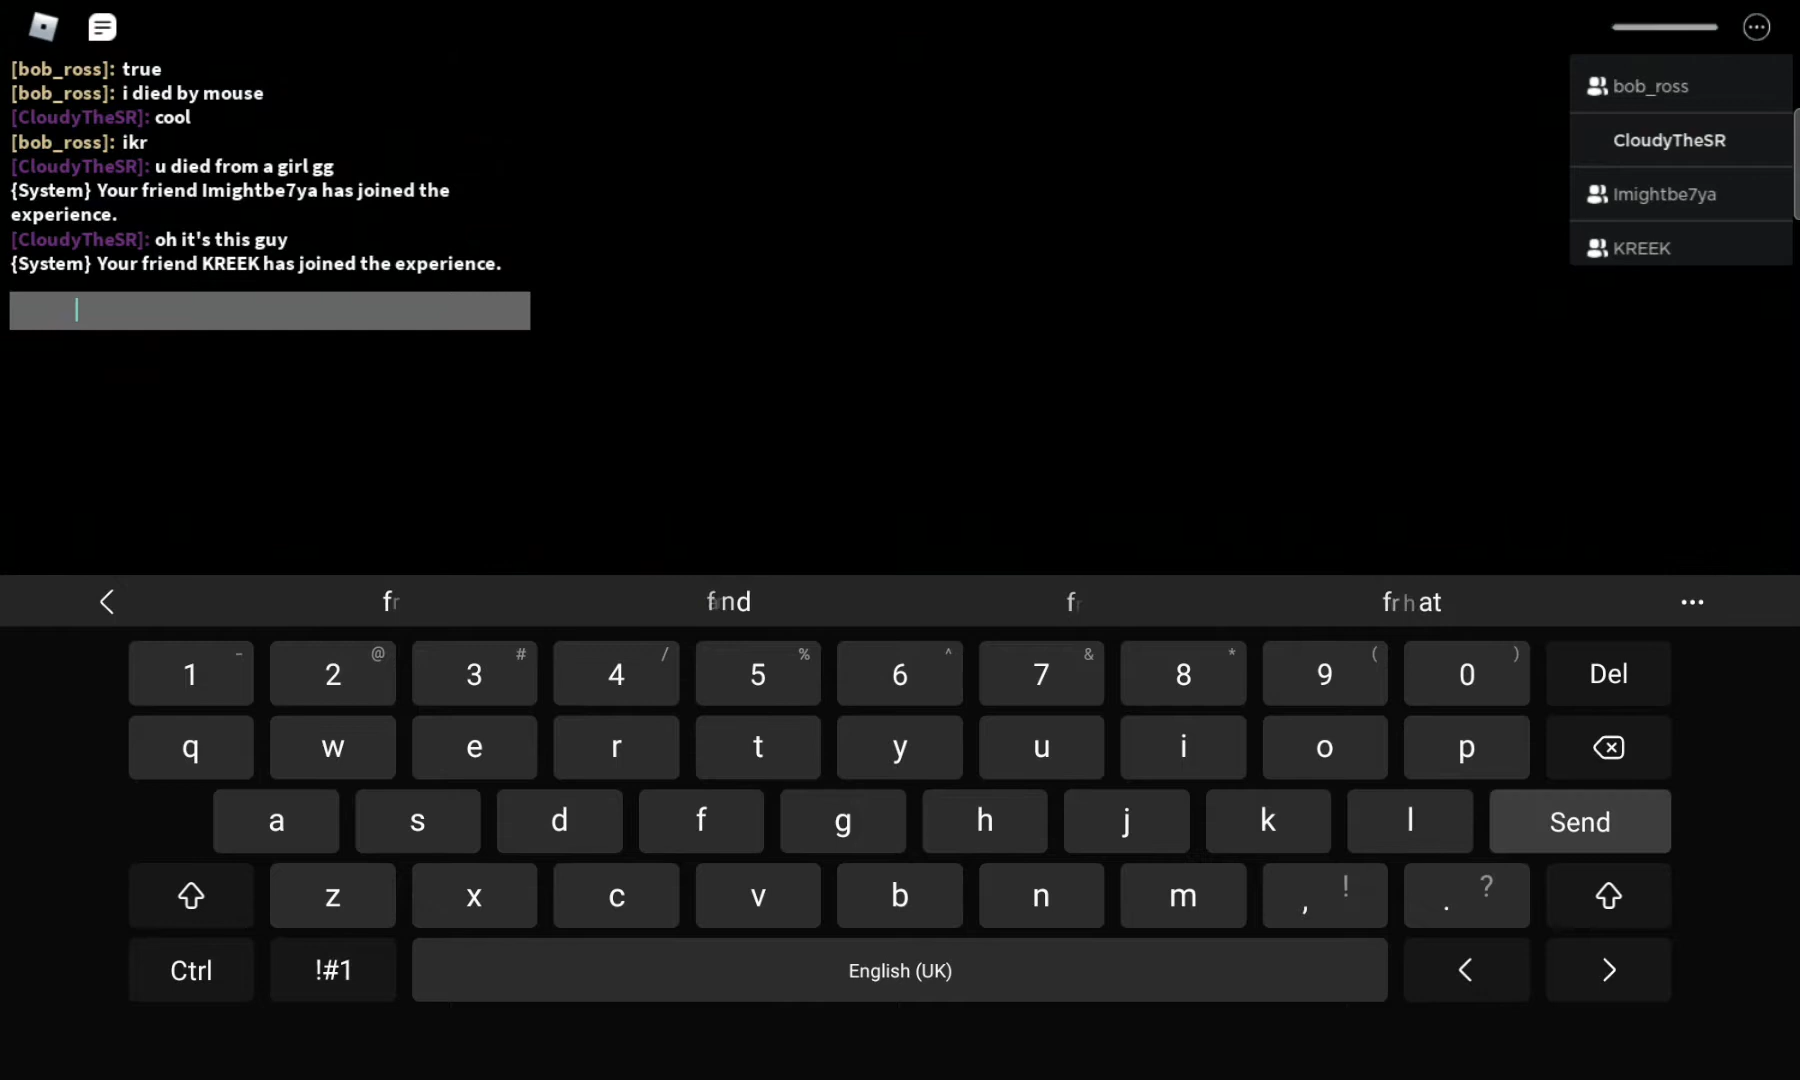 [bob_ross]: true
[bob_ross]: i died by mouse
[CloudyTheSR]: cool
[bob_ross]: ikr
[CloudyTheSR]: u died from a girl gg
{System} Your friend Imightbe7ya has joined the
experience.
[CloudyTheSR]: oh it's this guy
{System} Your friend KREEK has joined the experience.
bob_ross
CloudyTheSR
Imightbe7ya
KREEK
1 - 2 @ 3 # 4 / 5 % 6 ^ 7 & 8 * 9 ( 0 ) Del
q w e r t y u i o p
a s d f g h j k l Send
z x c v b n m , ! . ?
Ctrl !#1 English (UK) < >